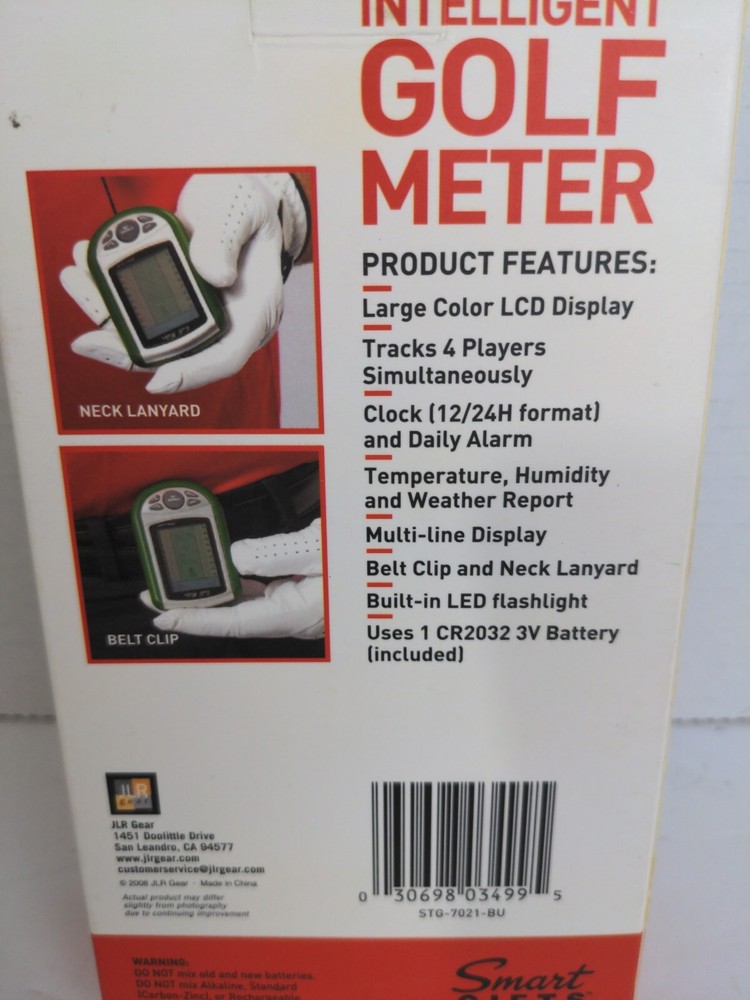 INTELLIGENT
GOLF
METER
PRODUCT FEATURES:
Large Color LCD Display
Tracks 4 Players
Simultaneously
Clock (12/24H format)
and Daily Alarm
Temperature, Humidity
and Weather Report
Multi-line Display
Belt Clip and Neck Lanyard
Built-in LED flashlight
Uses 1 CR2032 3V Battery
(included)
NECK LANYARD
BELT CLIP
JLR
gear
JLR Gear
1451 Doolittle Drive
San Leandro, CA 94577
www.jlrgear.com
customerservice@jlrgear.com
© 2008 JLR Gear · Made in China
Actual product may differ
slightly from photography
due to continuing improvement
0 30698 03499 5
STG-7021-BU
WARNING:
DO NOT mix old and new batteries.
DO NOT mix Alkaline, Standard
(Carbon-Zinc), or Rechargeable
Smart
GIFTS